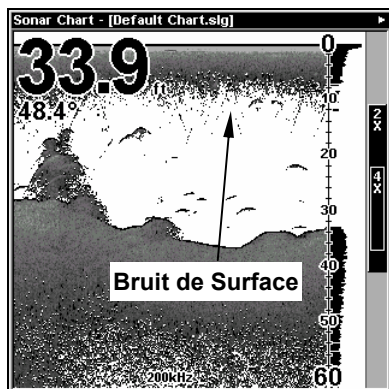 Sonar Chart - [Default Chart.slg]
33.9 ft
0
48.4°
10
2X
20
4X
30
40
Bruit de Surface
50
200kHz
60